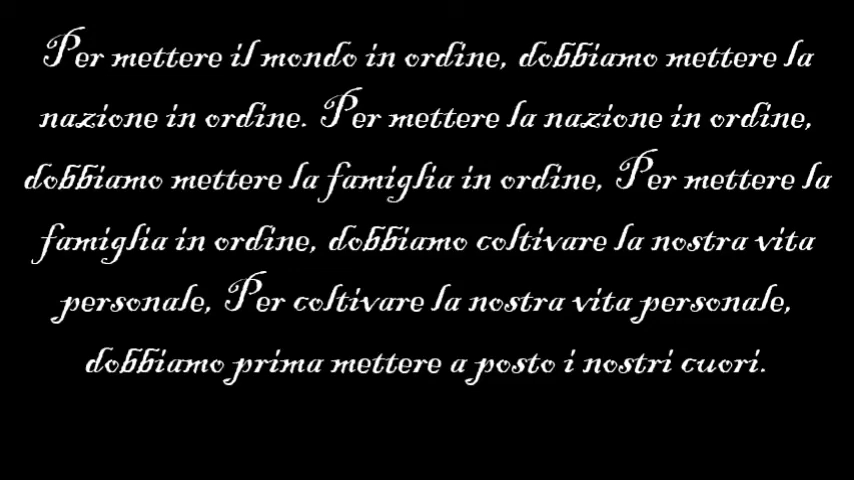 Per mettere il mondo in ordine, dobbiamo mettere la
nazione in ordine. Per mettere la nazione in ordine,
dobbiamo mettere la famiglia in ordine, Per mettere la
famiglia in ordine, dobbiamo coltivare la nostra vita
personale, Per coltivare la nostra vita personale,
dobbiamo prima mettere a posto i nostri cuori.